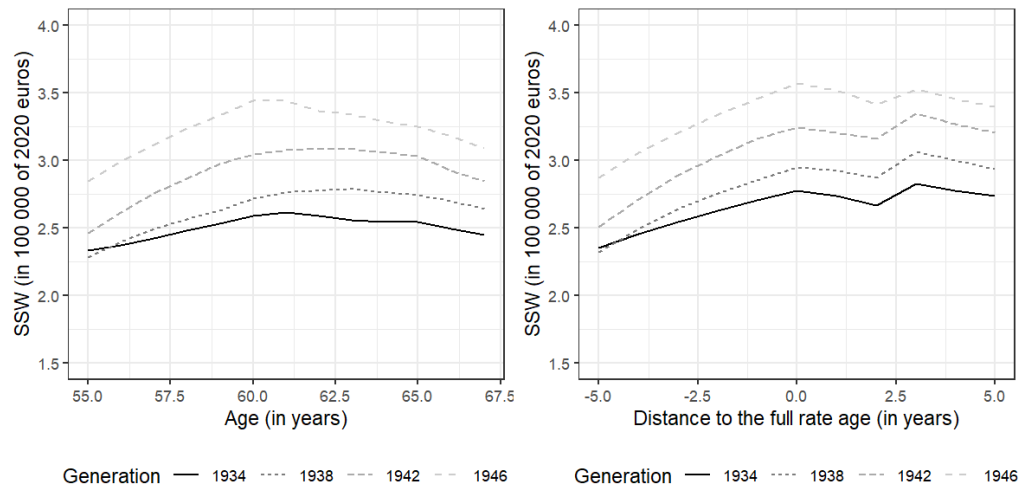 SSW (in 100 000 of 2020 euros)
4.0
3.5
3.0
2.5
2.0
1.5
55.0 57.5 60.0 62.5 65.0 67.5
Age (in years)
Generation 1934 1938 1942 1946
SSW (in 100 000 of 2020 euros)
4.0
3.5
3.0
2.5
2.0
1.5
-5.0 -2.5 0.0 2.5 5.0
Distance to the full rate age (in years)
Generation 1934 1938 1942 1946